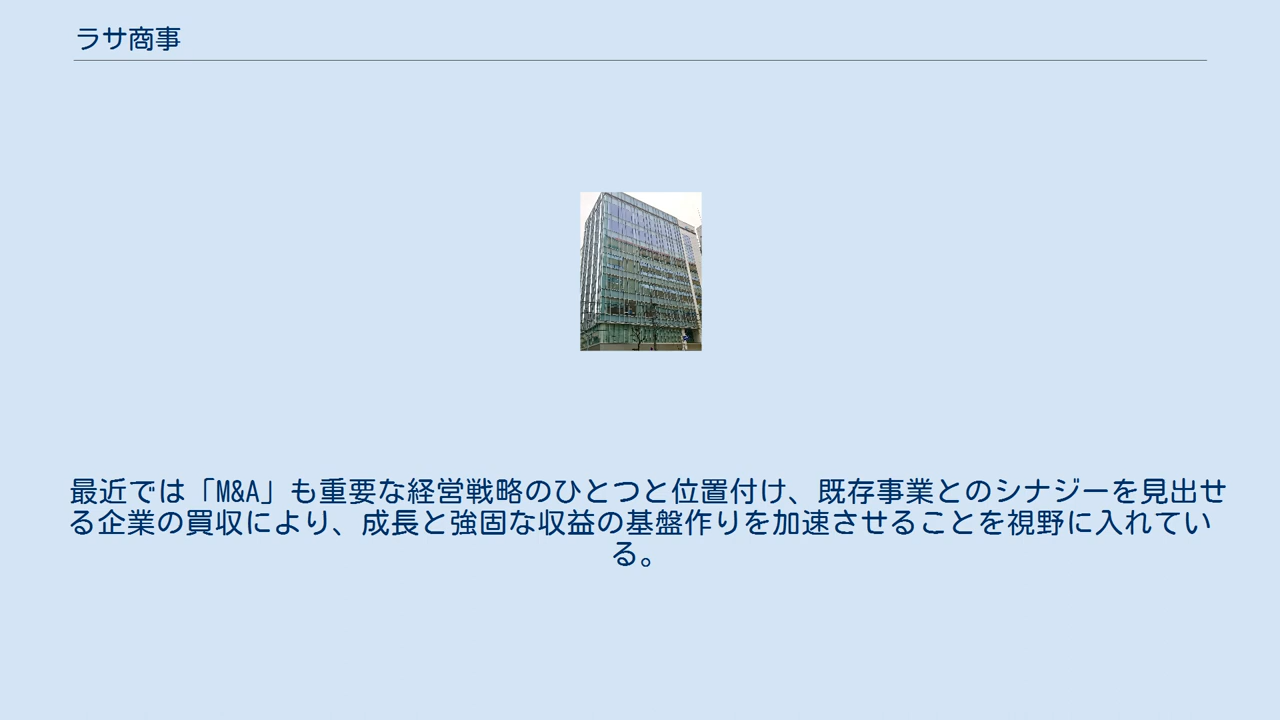 ラサ商事
最近では「M&A」も重要な経営戦略のひとつと位置付け、既存事業とのシナジーを見出せ
る企業の買収により、成長と強固な収益の基盤作りを加速させることを視野に入れてい
る。